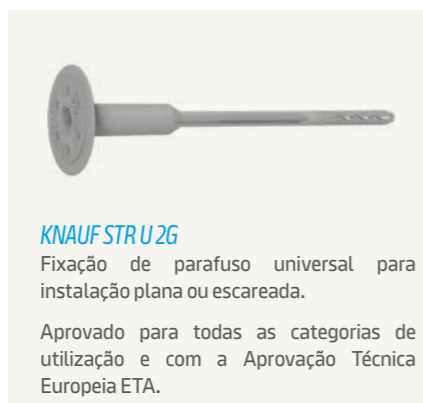 KNAUF STR U 2G
Fixação de parafuso universal para
instalação plana ou escareada.
Aprovado para todas as categorias de
utilização e com a Aprovação Técnica
Europeia ETA.